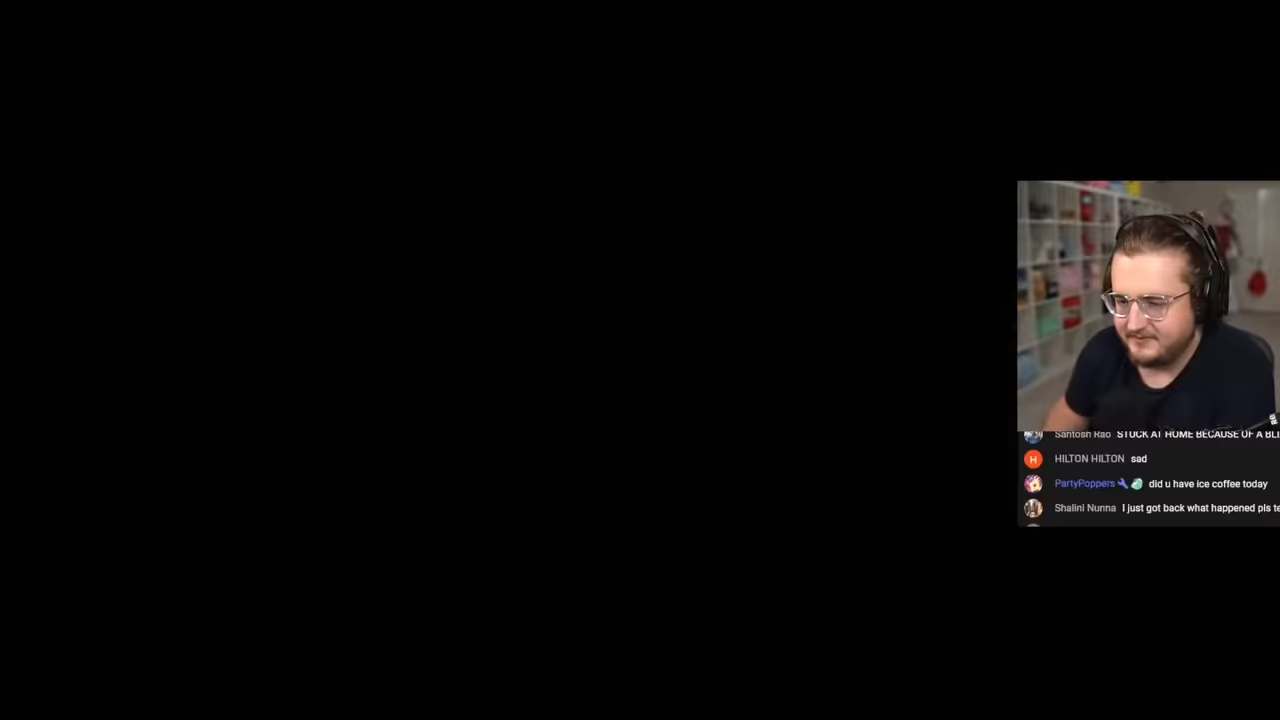 Santosh Rao STUCK AT HOME BECAUSE OF A
H HILTON HILTON sad
PartyPoppers did u have ice coffee today
Shalini Nunna I just got back what happened pls